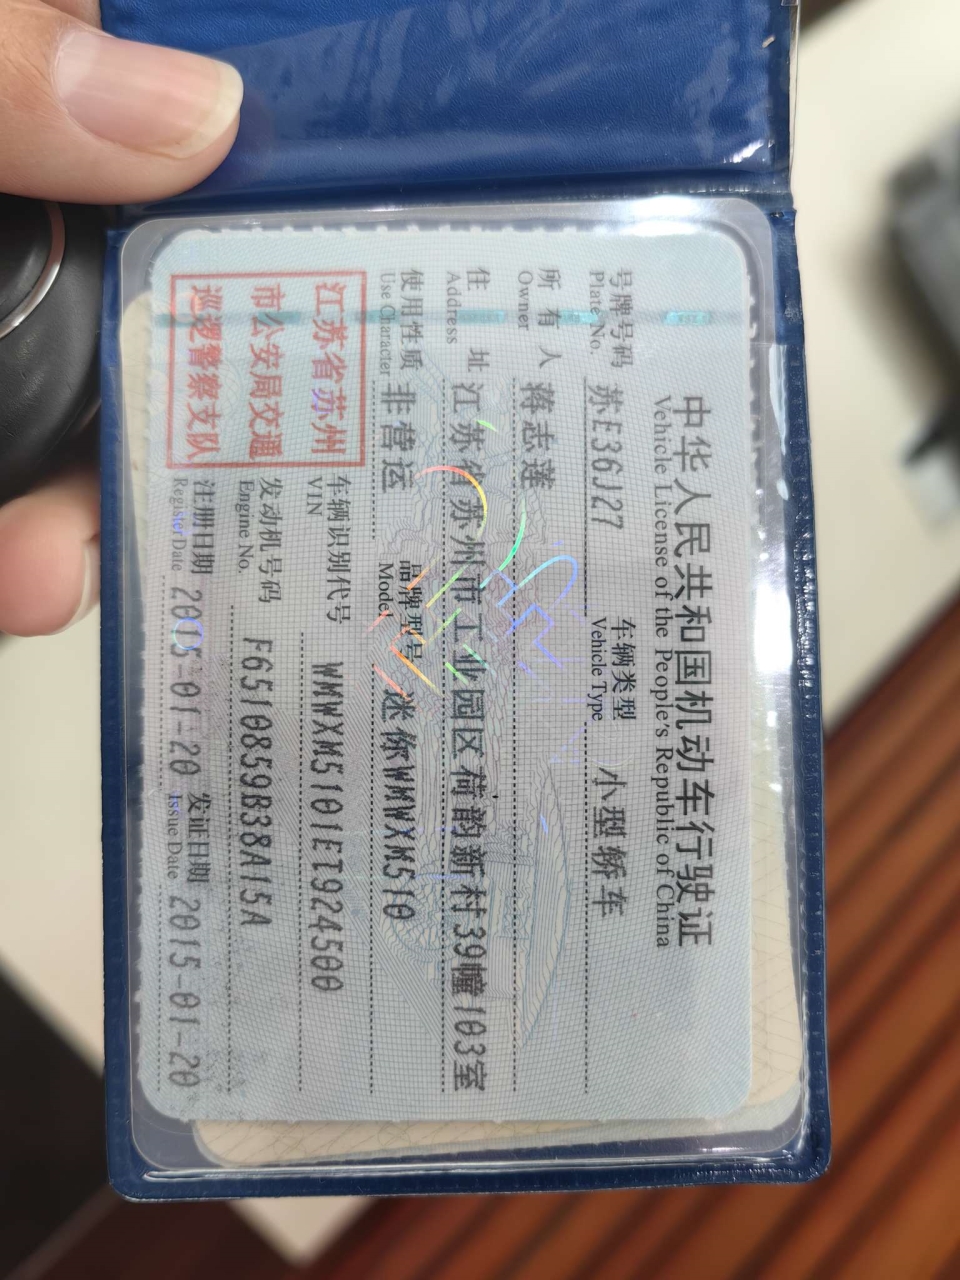 中华人民共和国机动车行驶证
Vehicle License of the People's Republic of China
号牌号码 苏E36J27 车辆类型 小型轿车
Plate No. Vehicle Type
所有人 蒋志莲
Owner
住址 江苏省苏州市工业园区荷韵新村39幢103室
Address
使用性质 非营运 品牌型号 迷你WMWXM510
Use Character Model
江苏省苏州
市公安局交通
巡逻警察支队
车辆识别代号 WMWXM5101ET924500
VIN
发动机号码 F6510859B38A15A
Engine No.
注册日期 2015-01-20 发证日期 2015-01-20
Register Date Issue Date